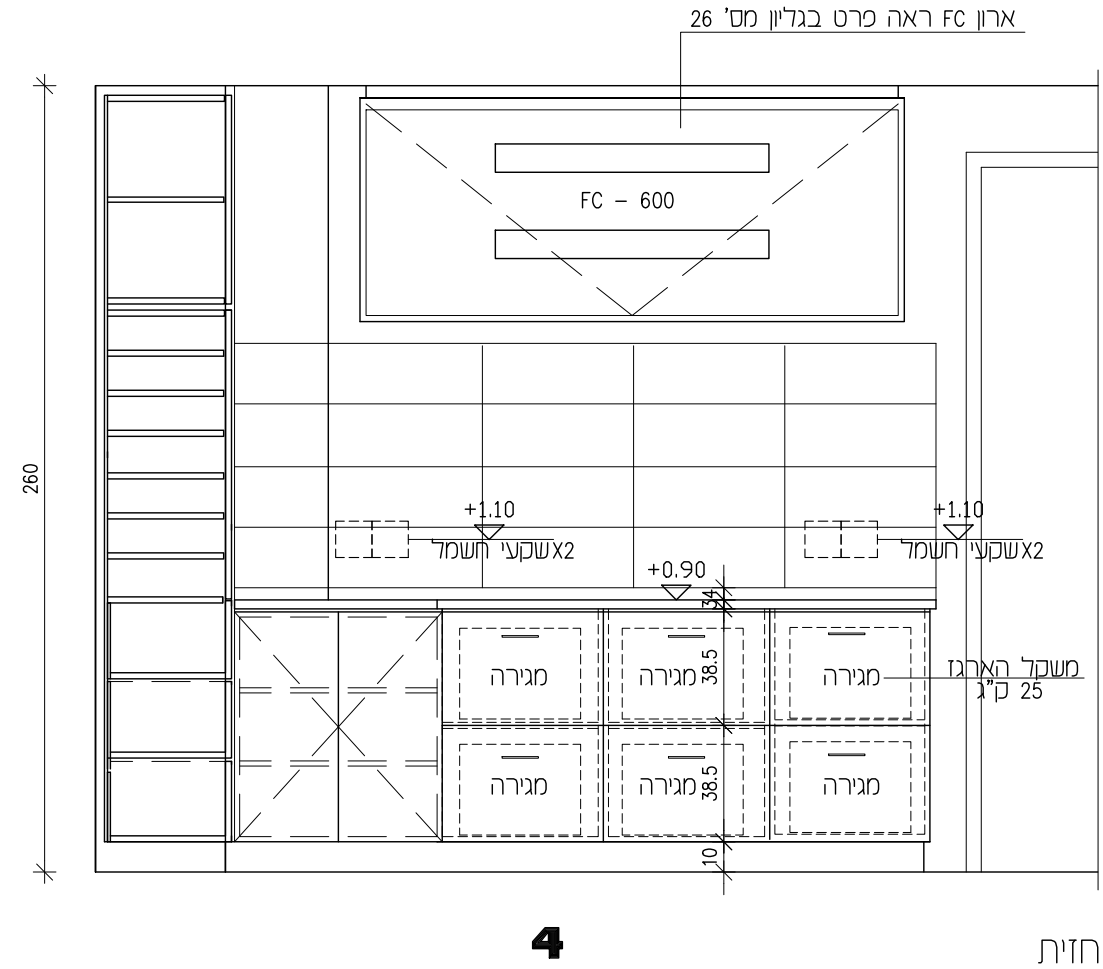 ארון FC ראה פרט בגליון מס' 26
FC - 600
260
+1.10
X2שקעי חשמל
+1.10
X2שקעי חשמל
+0.90
34
מגירה
מגירה
38.5
מגירה
משקל הארגז
25 ק"ג
מגירה
מגירה
38.5
מגירה
10
4
חזית